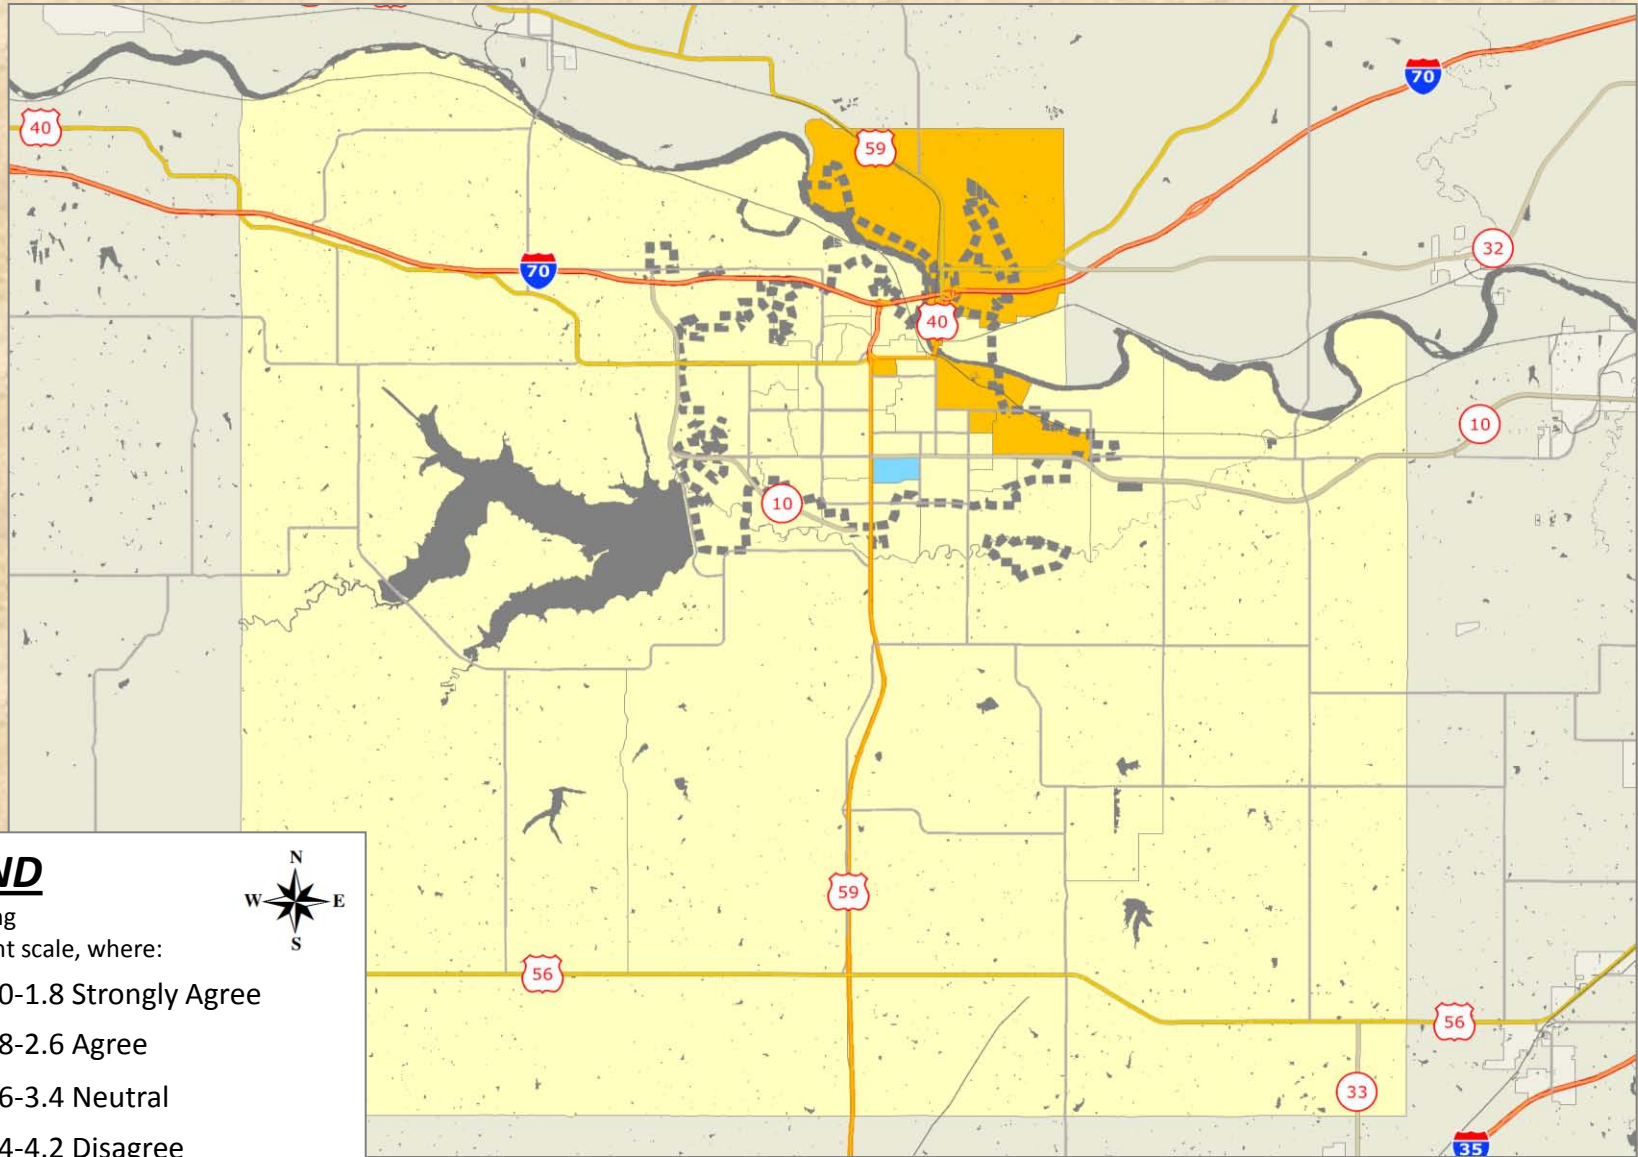 70
40
59
32
70
40
10
10
59
56
56
33
35
ND
N
W E
S
ng
nt scale, where:
0-1.8 Strongly Agree
8-2.6 Agree
6-3.4 Neutral
4-4.2 Disagree